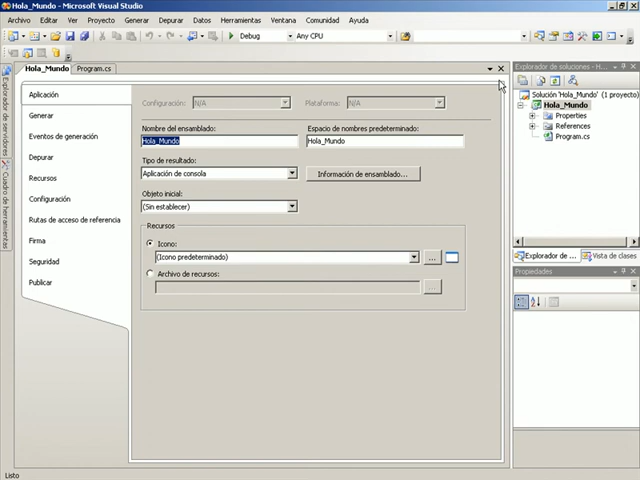 Hola_Mundo - Microsoft Visual Studio
Archivo Editar Ver Proyecto Generar Depurar Datos Herramientas Ventana Comunidad Ayuda
Debug Any CPU
Hola_Mundo Program.cs
Explorador de servidores
Cuadro de herramientas
Aplicación
Generar
Eventos de generación
Depurar
Recursos
Configuración
Rutas de acceso de referencia
Firma
Seguridad
Publicar
Configuración: N/A Plataforma: N/A
Nombre del ensamblado: Espacio de nombres predeterminado:
Hola_Mundo Hola_Mundo
Tipo de resultado:
Aplicación de consola Información de ensamblado...
Objeto inicial:
(Sin establecer)
Recursos
Icono:
(Icono predeterminado) ...
Archivo de recursos:
...
Explorador de soluciones - H...
Solución 'Hola_Mundo' (1 proyecto)
Hola_Mundo
Properties
References
Program.cs
Explorador de ... Vista de clases
Propiedades
Listo